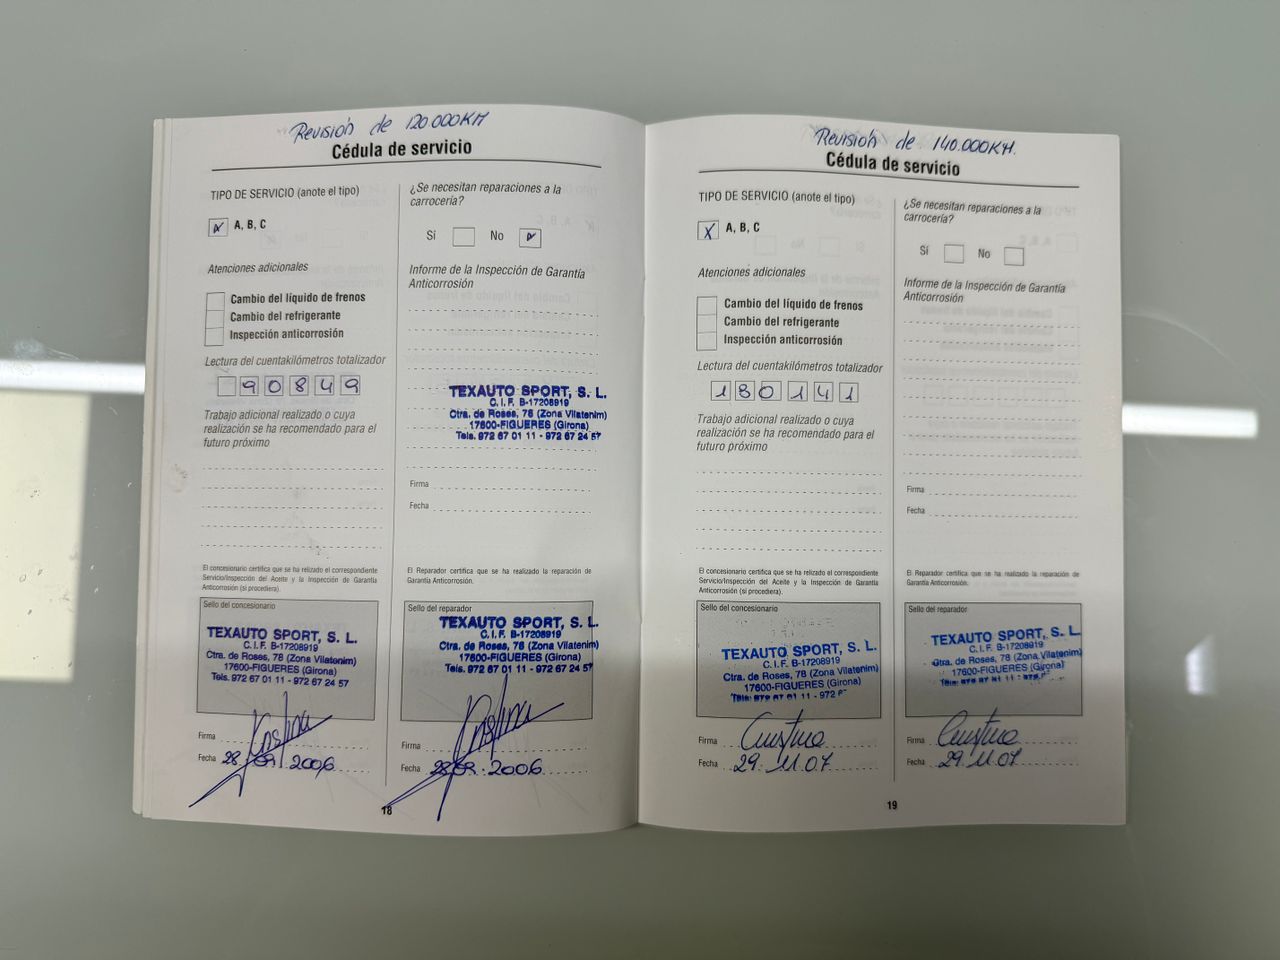 Revisión de 120.000KM
Cédula de servicio
TIPO DE SERVICIO (anote el tipo)
A, B, C
Atenciones adicionales
Cambio del líquido de frenos
Cambio del refrigerante
Inspección anticorrosión
Lectura del cuentakilómetros totalizador
90849
Trabajo adicional realizado o cuya
realización se ha recomendado para el
futuro próximo
El concesionario certifica que se ha relizado el correspondiente
Servicio/Inspección del Aceite y la Inspección de Garantía
Anticorrosión (si procediera).
Sello del concesionario
TEXAUTO SPORT, S. L.
C. I. F. B-17208919
Ctra. de Roses, 78 (Zona Vilatenim)
17600-FIGUERES (Girona)
Tels. 972 67 01 11 - 972 67 24 57
Firma
Fecha 28.09.2006
¿Se necesitan reparaciones a la
carrocería?
Sí No
Informe de la Inspección de Garantía
Anticorrosión
TEXAUTO SPORT, S. L.
C. I. F. B-17208919
Ctra. de Roses, 78 (Zona Vilatenim)
17600-FIGUERES (Girona)
Tels. 972 67 01 11 - 972 67 24 57
Firma
Fecha
El Reparador certifica que se ha realizado la reparación de
Garantía Anticorrosión.
Sello del reparador
TEXAUTO SPORT, S. L.
C. I. F. B-17208919
Ctra. de Roses, 78 (Zona Vilatenim)
17600-FIGUERES (Girona)
Tels. 972 67 01 11 - 972 67 24 57
Firma
Fecha 28.09.2006
18
Revisión de 140.000KM.
Cédula de servicio
TIPO DE SERVICIO (anote el tipo)
X A, B, C
Atenciones adicionales
Cambio del líquido de frenos
Cambio del refrigerante
Inspección anticorrosión
Lectura del cuentakilómetros totalizador
180141
Trabajo adicional realizado o cuya
realización se ha recomendado para el
futuro próximo
El concesionario certifica que se ha relizado el correspondiente
Servicio/Inspección del Aceite y la Inspección de Garantía
Anticorrosión (si procediera).
Sello del concesionario
TEXAUTO SPORT, S. L.
C. I. F. B-17208919
Ctra. de Roses, 78 (Zona Vilatenim)
17600-FIGUERES (Girona)
Tels. 972 67 01 11 - 972 6
Firma Cristina
Fecha 29.11.07
¿Se necesitan reparaciones a la
carrocería?
Sí No
Informe de la Inspección de Garantía
Anticorrosión
Firma
Fecha
El Reparador certifica que se ha realizado la reparación de
Garantía Anticorrosión.
Sello del reparador
TEXAUTO SPORT, S. L.
C. I. F. B-17208919
Ctra. de Roses, 78 (Zona Vilatenim)
17600-FIGUERES (Girona)
Firma Cristina
Fecha 29.11.07
19